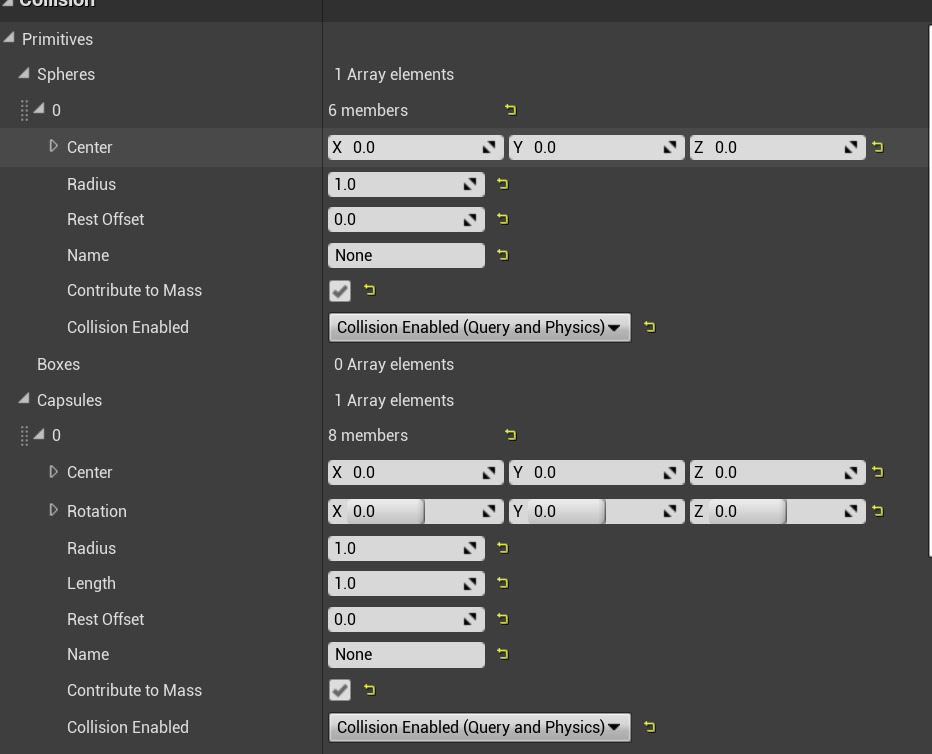 Collision
Primitives
Spheres 1 Array elements
0 6 members
Center X 0.0 Y 0.0 Z 0.0
Radius 1.0
Rest Offset 0.0
Name None
Contribute to Mass
Collision Enabled Collision Enabled (Query and Physics)
Boxes 0 Array elements
Capsules 1 Array elements
0 8 members
Center X 0.0 Y 0.0 Z 0.0
Rotation X 0.0 Y 0.0 Z 0.0
Radius 1.0
Length 1.0
Rest Offset 0.0
Name None
Contribute to Mass
Collision Enabled Collision Enabled (Query and Physics)